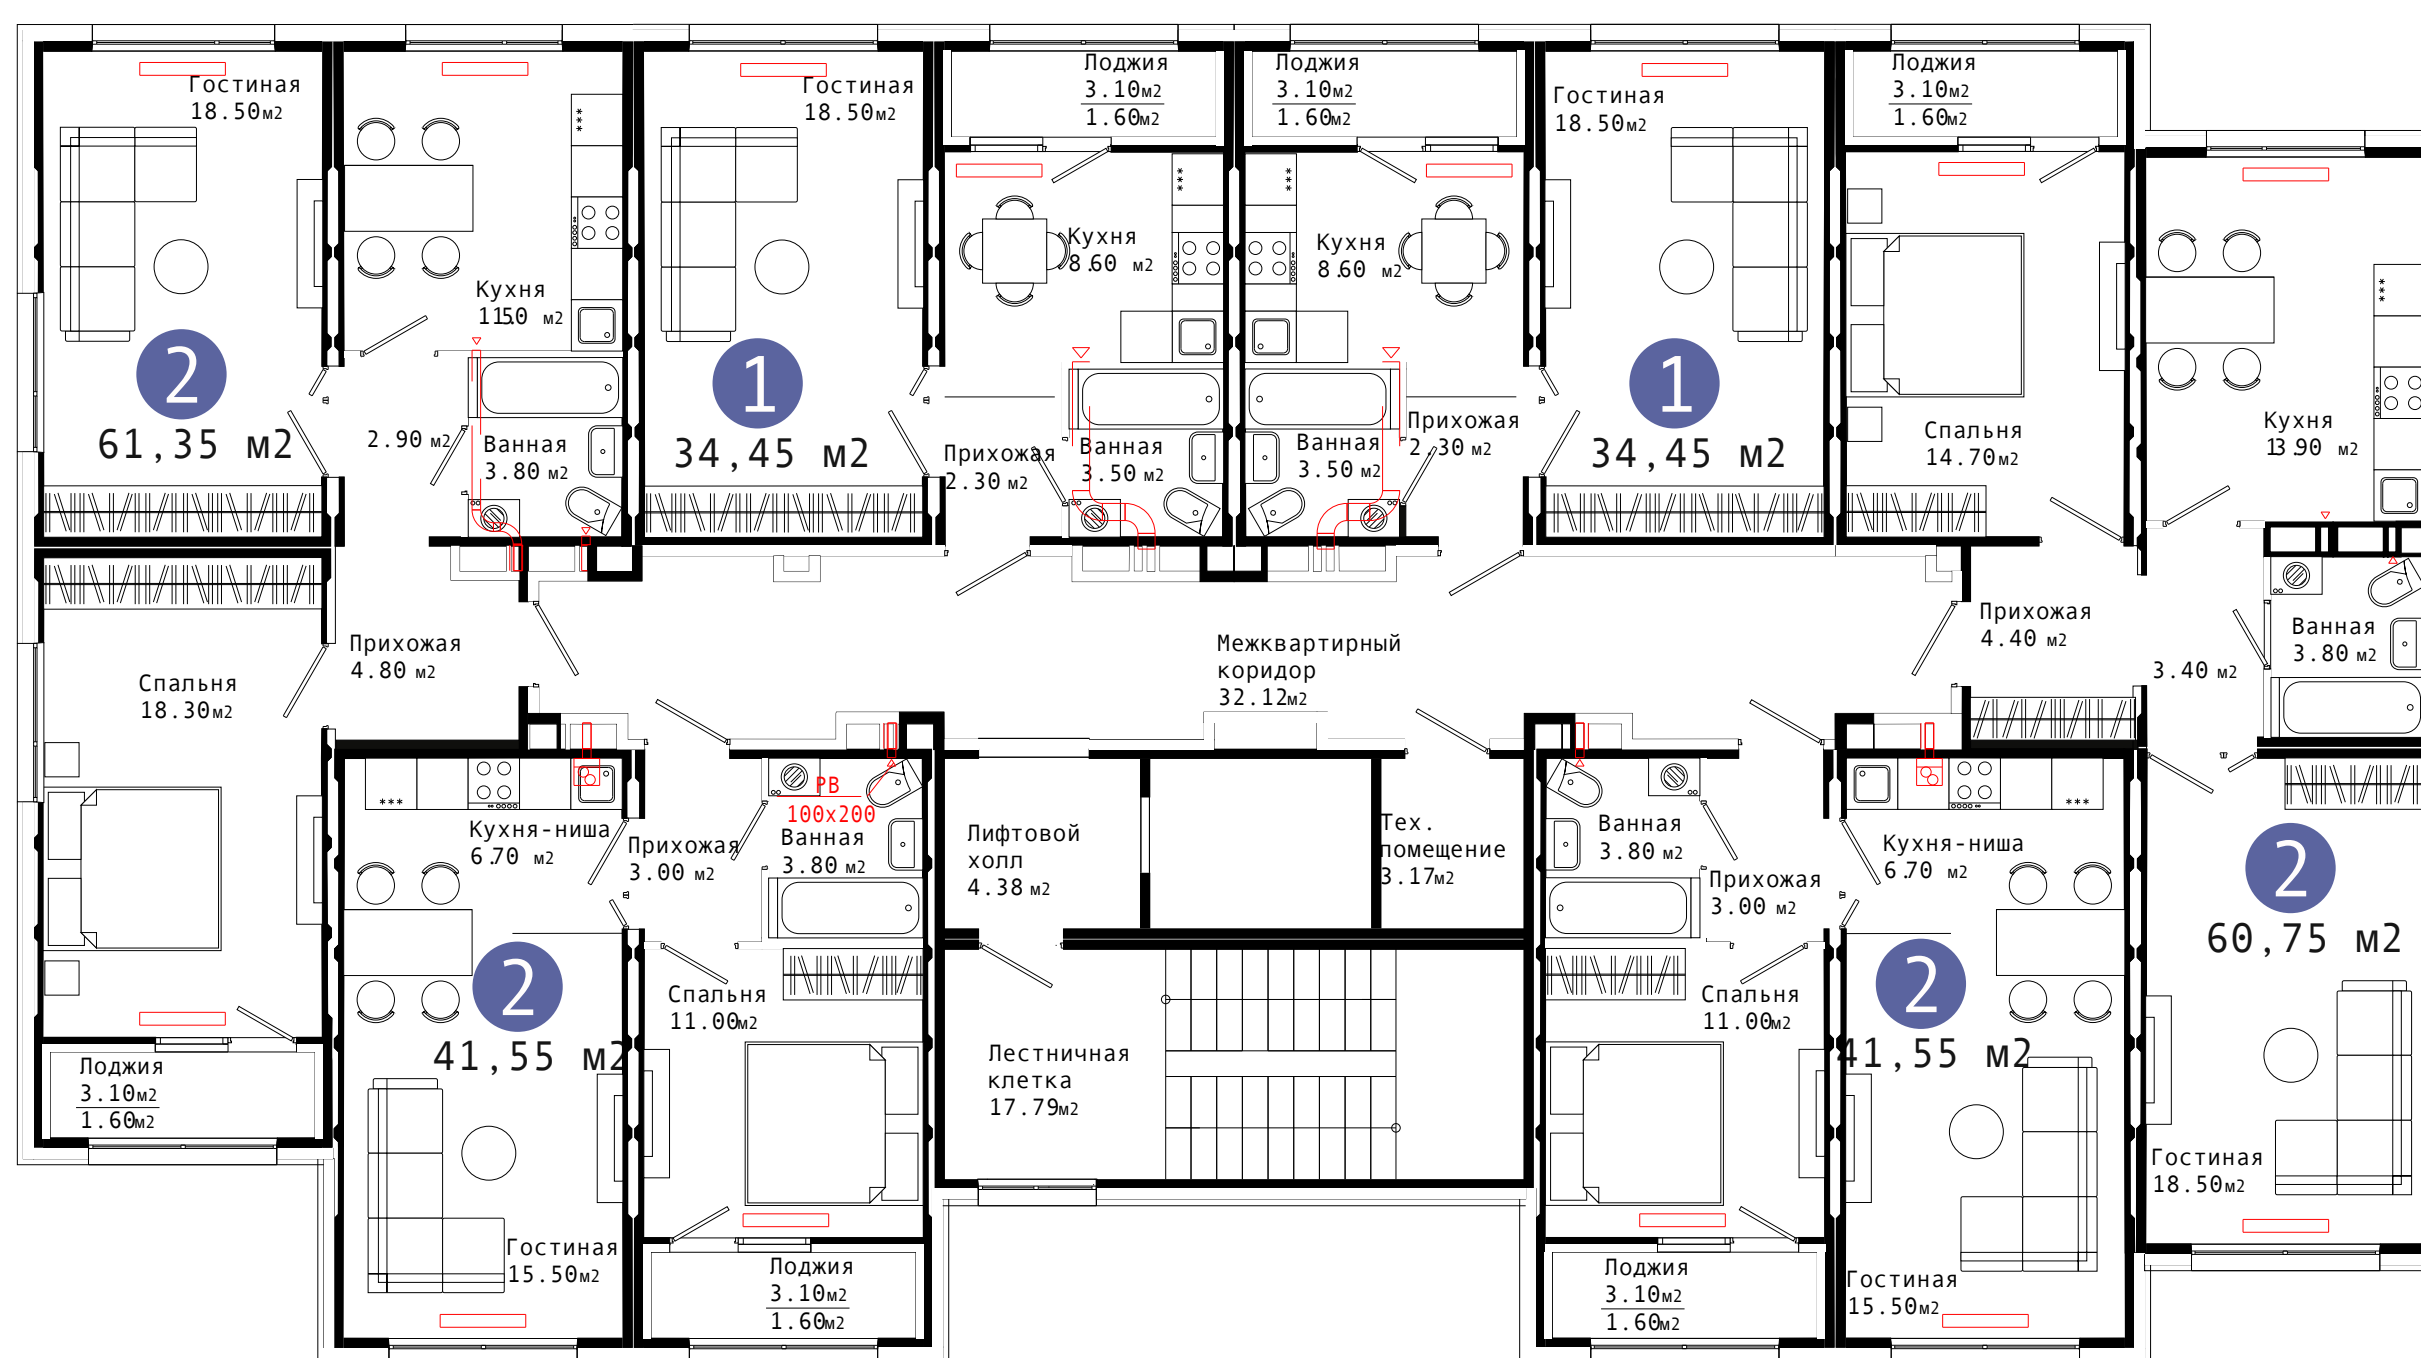 Гостиная
18.50м2
2
61,35 м2
Кухня
11.50 м2
2.90 м2
Ванная
3.80 м2
Гостиная
18.50м2
1
34,45 м2
Лоджия
3.10м2
1.60м2
Кухня
8.60 м2
Прихожая
2.30 м2
Ванная
3.50 м2
Лоджия
3.10м2
1.60м2
Кухня
8.60 м2
Ванная
3.50 м2
Прихожая
2.30 м2
Гостиная
18.50м2
1
34,45 м2
Лоджия
3.10м2
1.60м2
Спальня
14.70м2
Кухня
13.90 м2
Прихожая
4.80 м2
Спальня
18.30м2
Лоджия
3.10м2
1.60м2
Межквартирный
коридор
32.12м2
Прихожая
4.40 м2
3.40 м2
Ванная
3.80 м2
Кухня-ниша
6.70 м2
Прихожая
3.00 м2
РВ
100х200
Ванная
3.80 м2
2
41,55 м2
Спальня
11.00м2
Гостиная
15.50м2
Лоджия
3.10м2
1.60м2
Лифтовой
холл
4.38 м2
Тех.
помещение
3.17м2
Лестничная
клетка
17.79м2
Ванная
3.80 м2
Прихожая
3.00 м2
Кухня-ниша
6.70 м2
2
41,55 м2
Спальня
11.00м2
Лоджия
3.10м2
1.60м2
Гостиная
15.50м2
2
60,75 м2
Гостиная
18.50м2